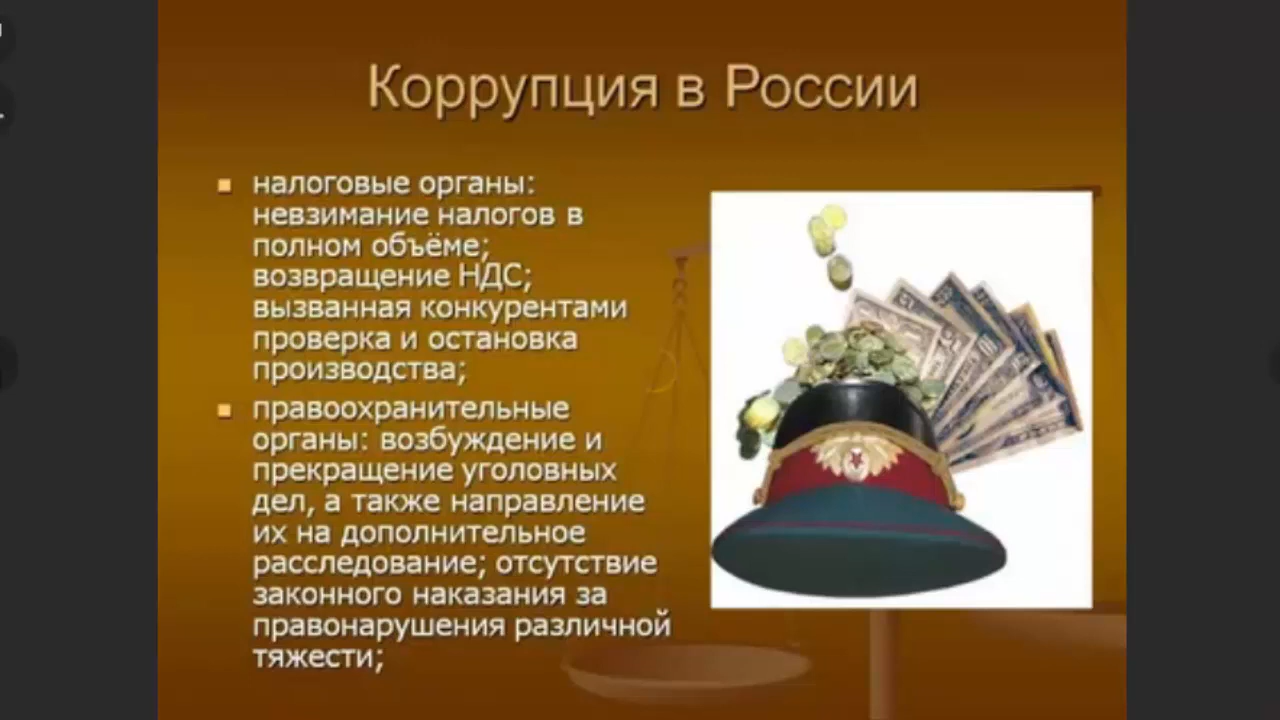 Коррупция в России
налоговые органы:
невзимание налогов в
полном объёме;
возвращение НДС;
вызванная конкурентами
проверка и остановка
производства;
правоохранительные
органы: возбуждение и
прекращение уголовных
дел, а также направление
их на дополнительное
расследование; отсутствие
законного наказания за
правонарушения различной
тяжести;